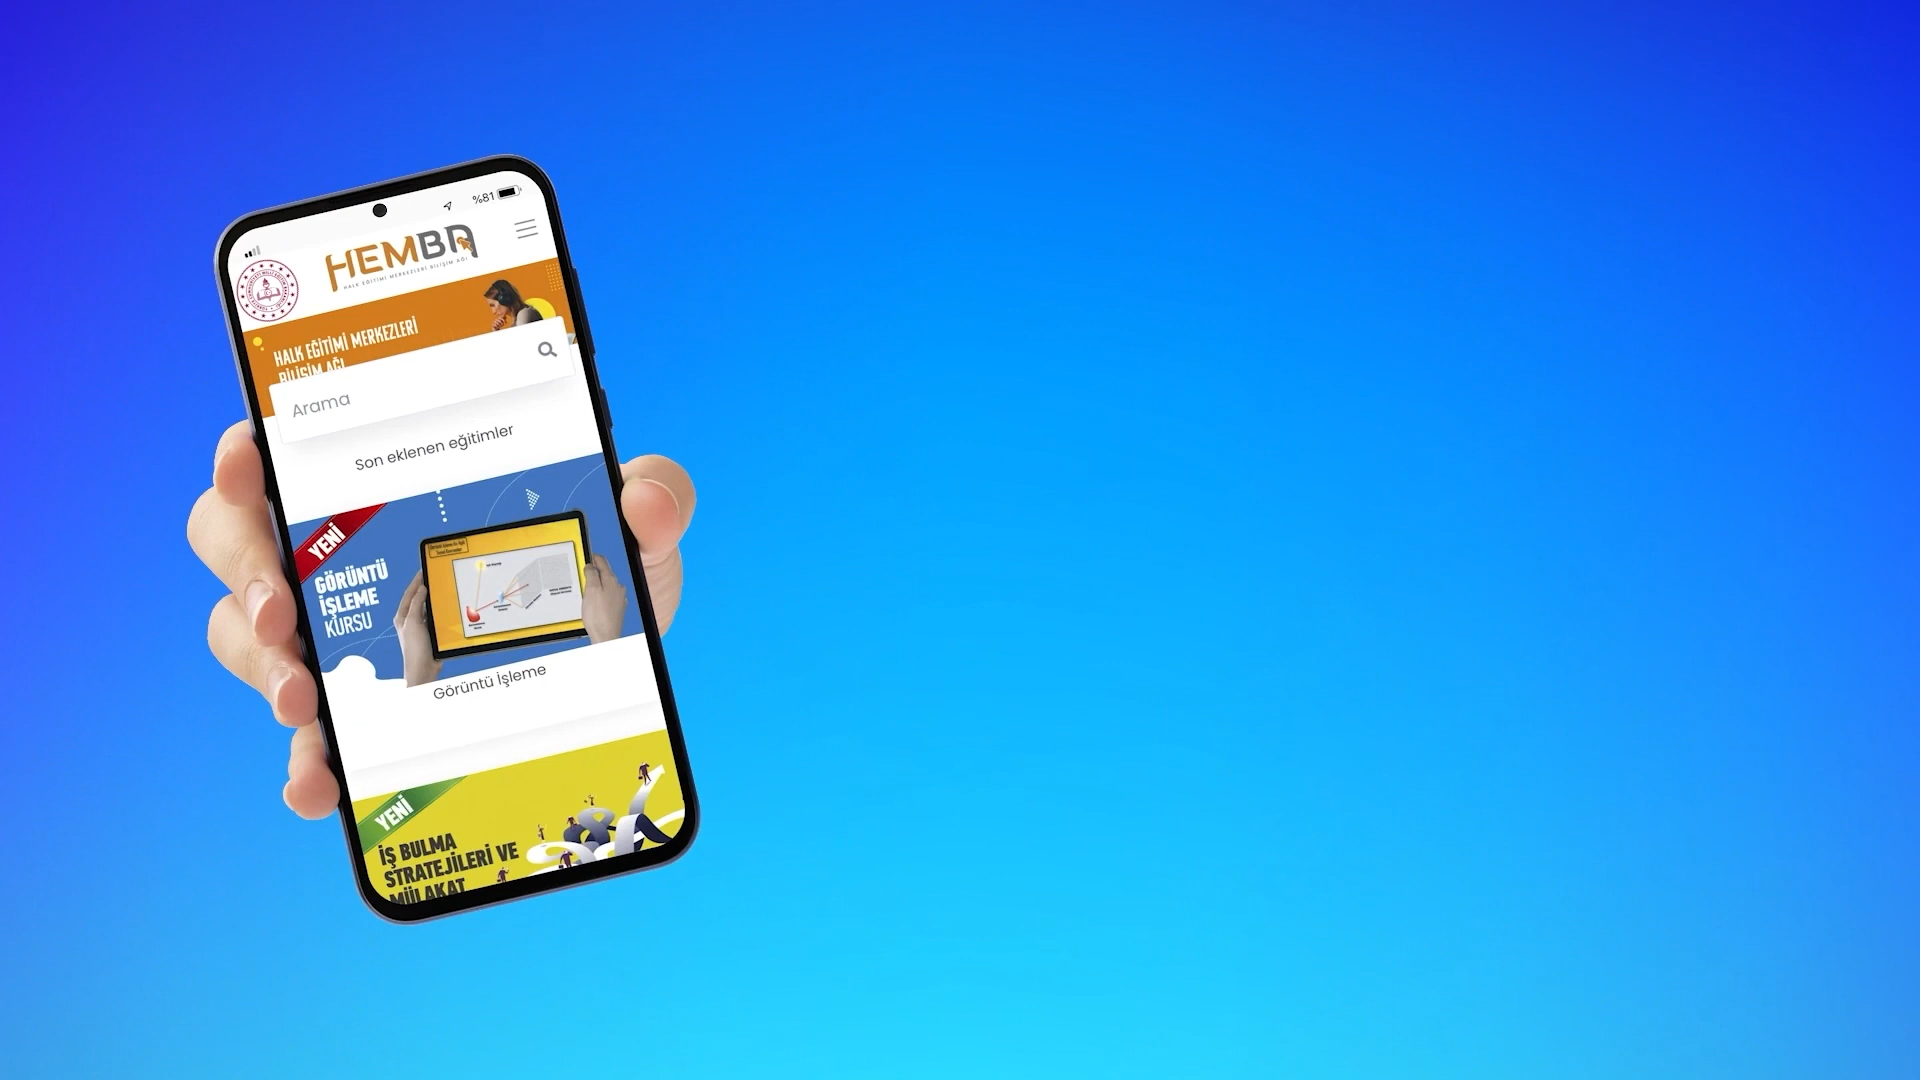 %81
HEMBA
HALK EĞİTİMİ MERKEZLERİ BİLİŞİM AĞI
HALK EĞİTİMİ MERKEZLERİ
BİLİŞİM AĞI
Arama
Son eklenen eğitimler
YENİ
GÖRÜNTÜ
İŞLEME
KURSU
Görüntü İşleme
YENİ
İŞ BULMA
STRATEJİLERİ VE
MÜLAKAT